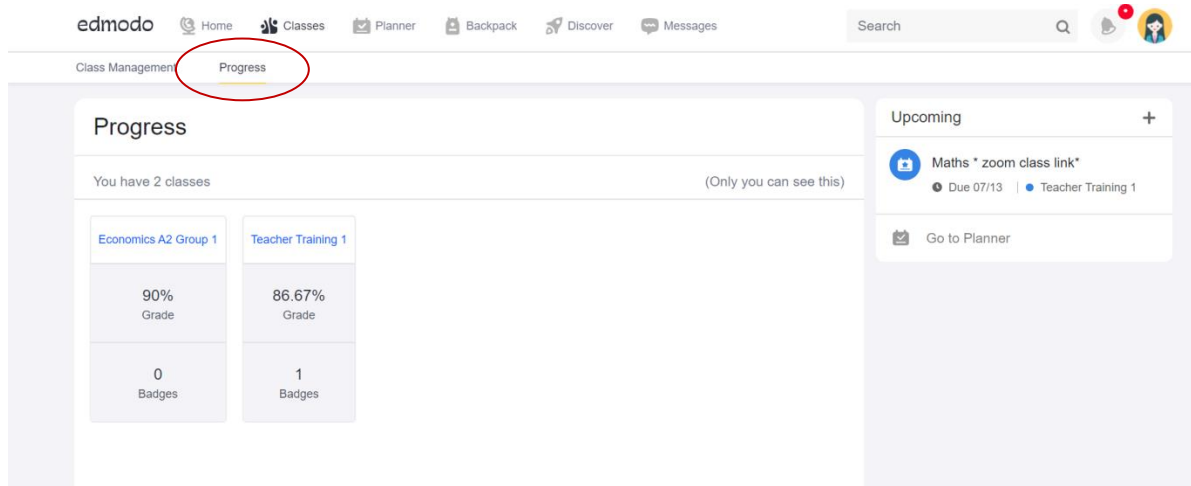 edmodo Home Classes Planner Backpack Discover Messages Search
Class Management Progress
Progress
You have 2 classes (Only you can see this)
Economics A2 Group 1
90%
Grade
0
Badges
Teacher Training 1
86.67%
Grade
1
Badges
Upcoming +
Maths * zoom class link*
Due 07/13 | Teacher Training 1
Go to Planner